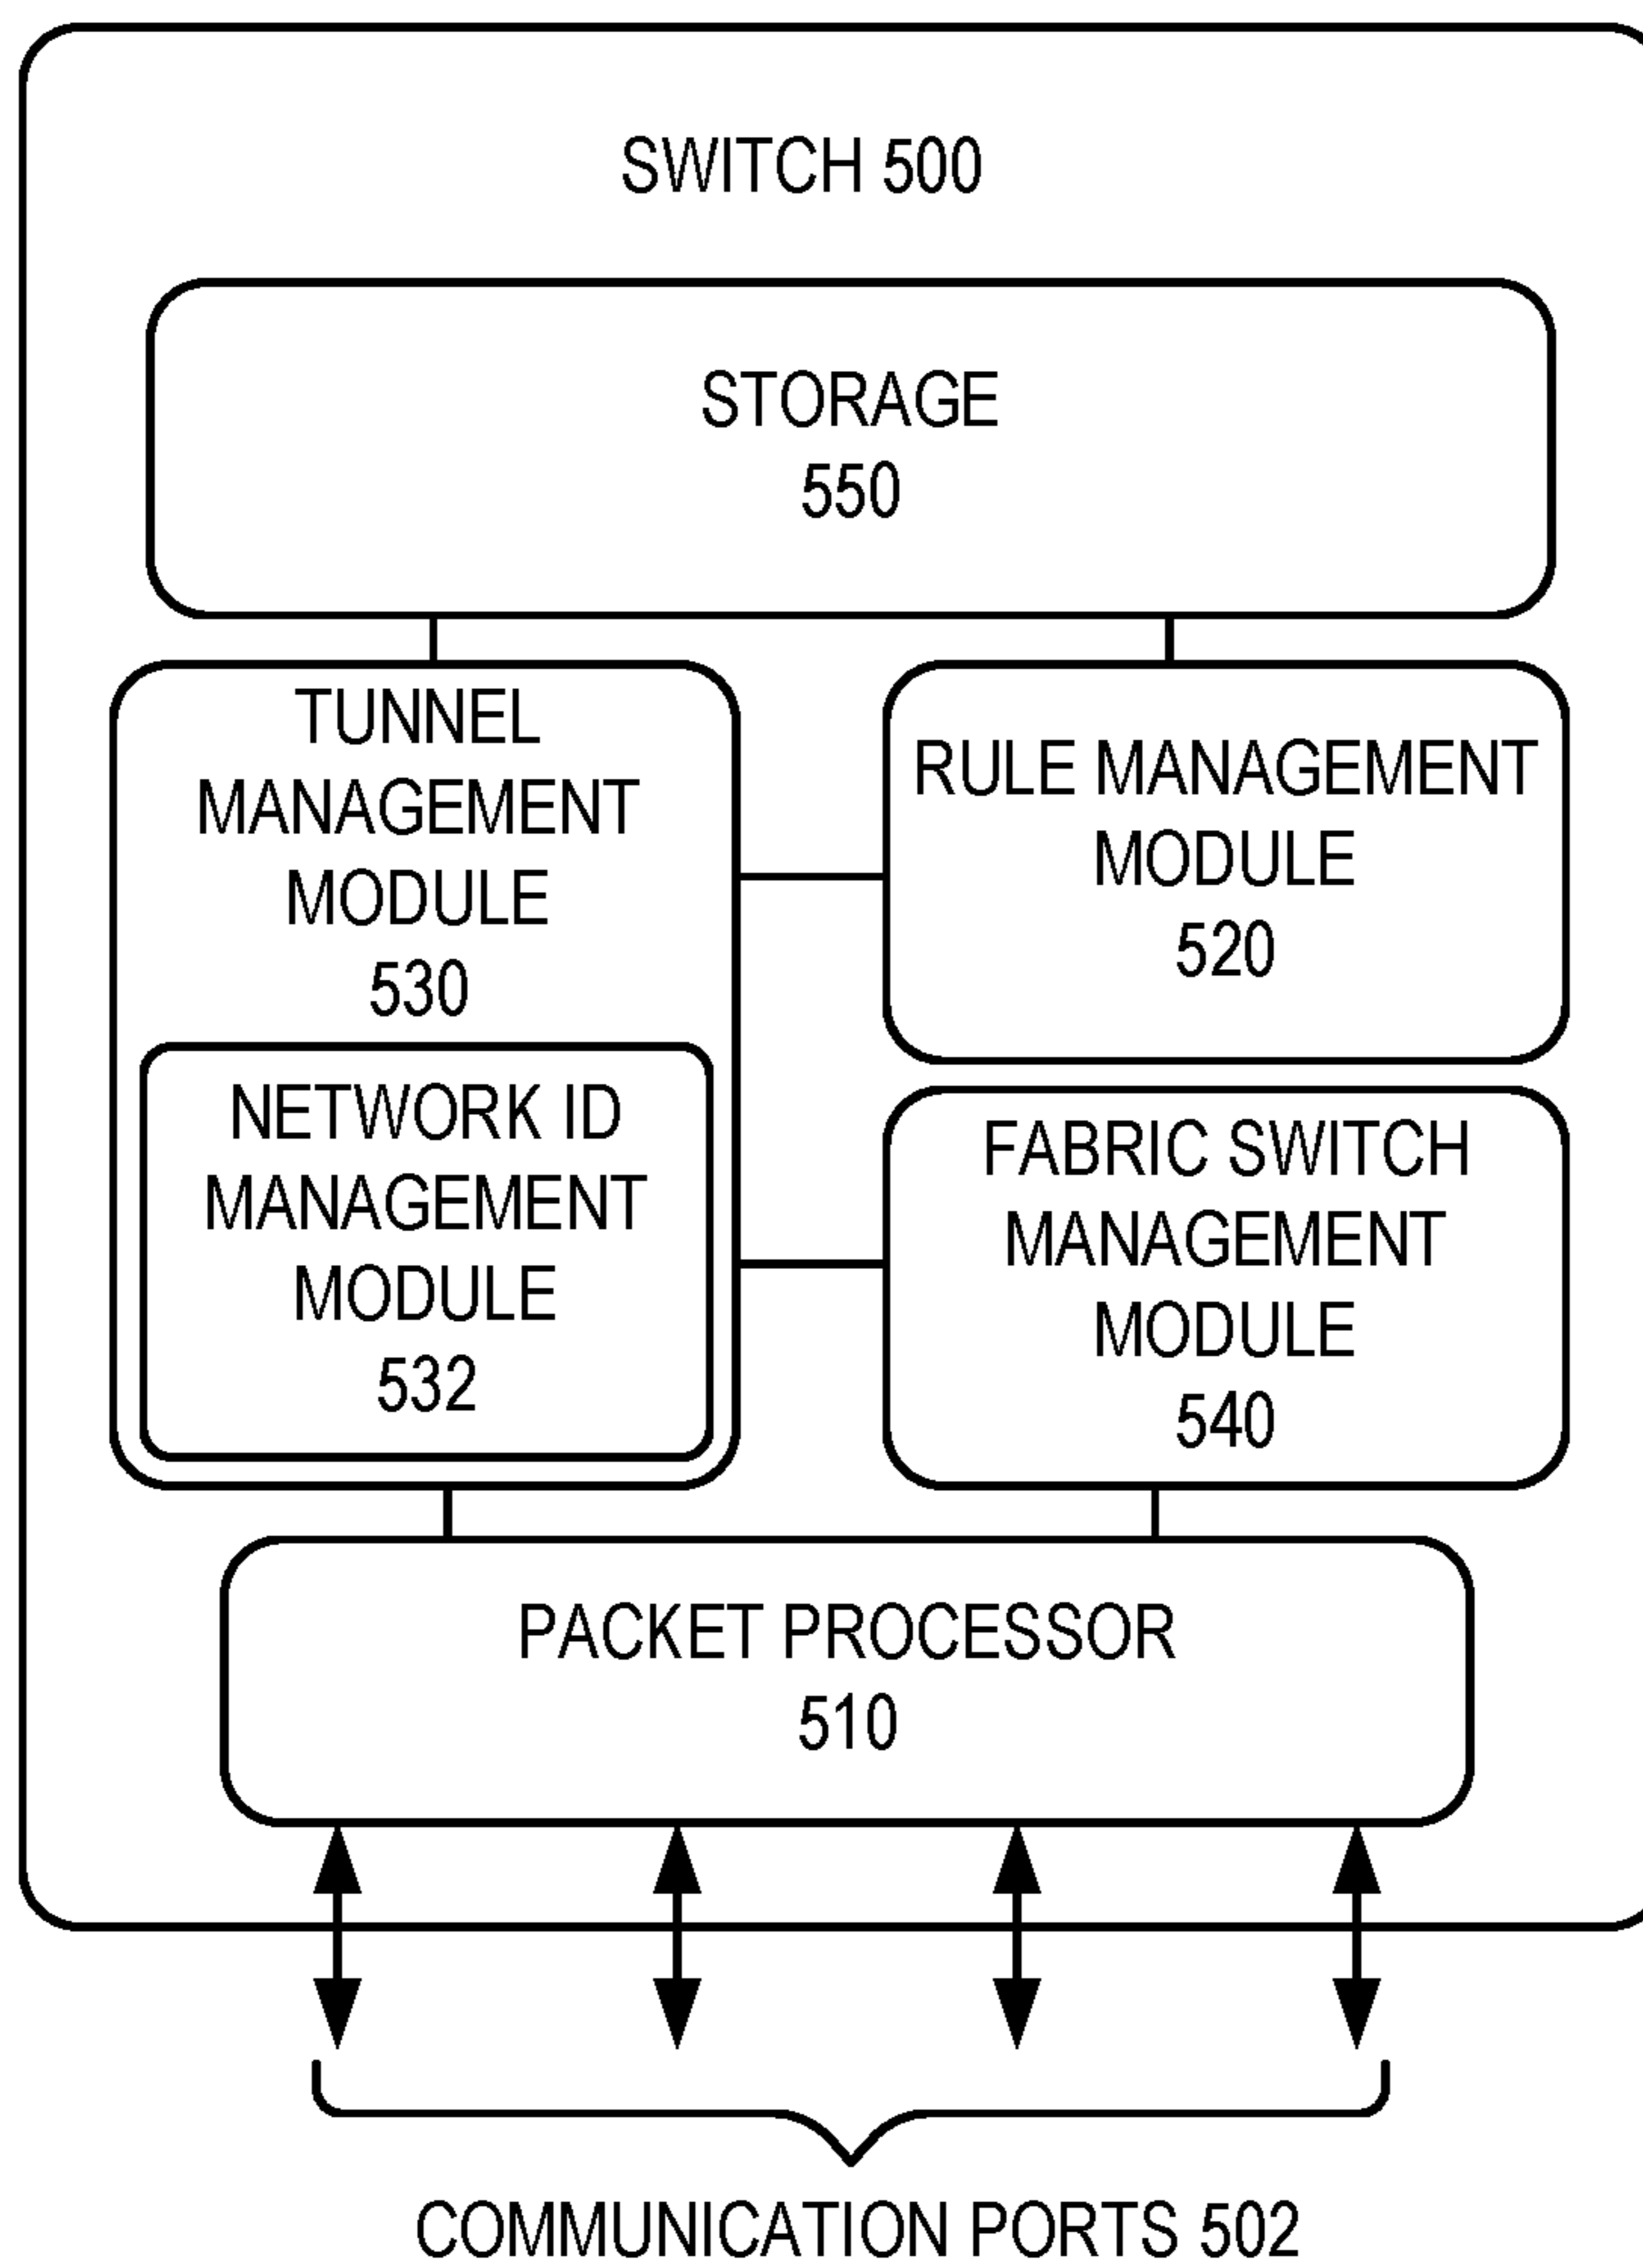 SWITCH 500
STORAGE
550
TUNNEL
MANAGEMENT
MODULE
530
RULE MANAGEMENT
MODULE
520
NETWORK ID
MANAGEMENT
MODULE
532
FABRIC SWITCH
MANAGEMENT
MODULE
540
PACKET PROCESSOR
510
COMMUNICATION PORTS 502